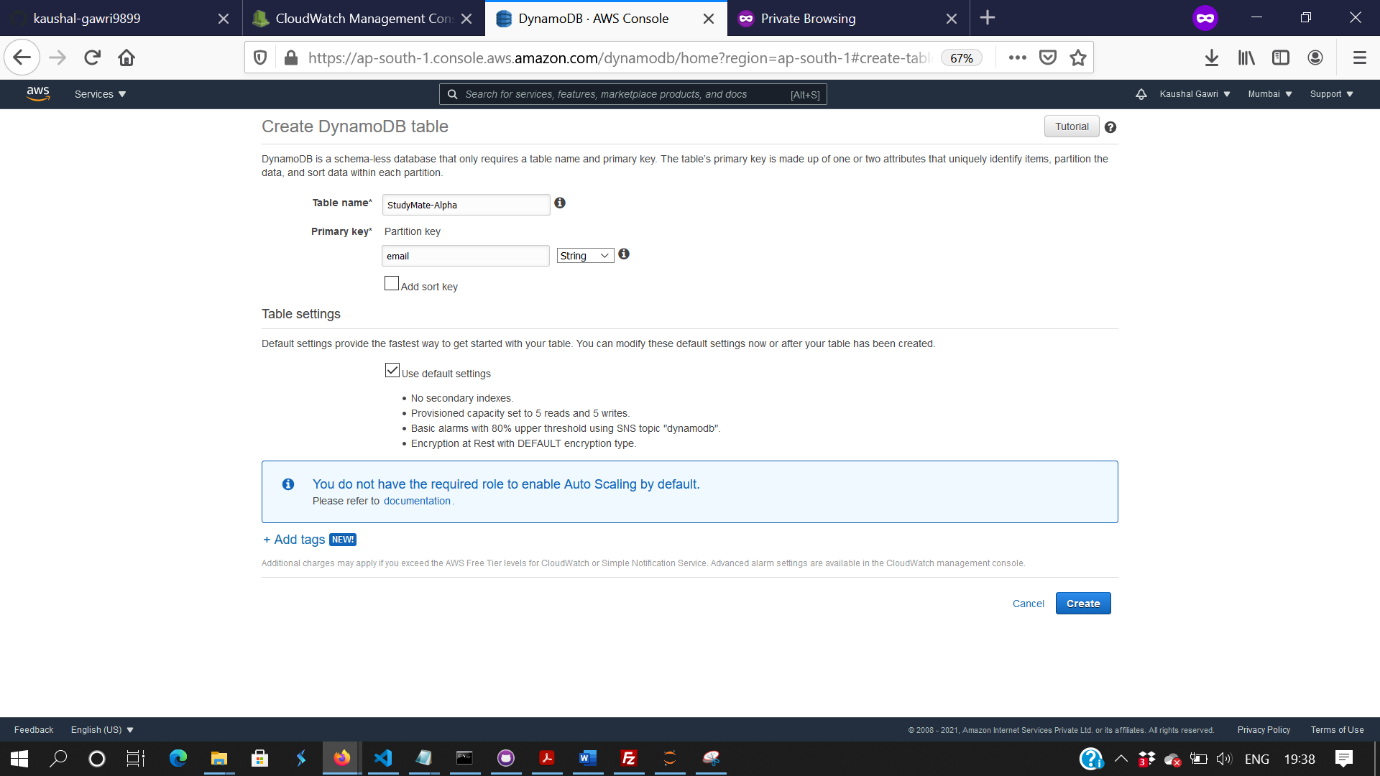 kaushal-gawri9899
CloudWatch Management Con
DynamoDB · AWS Console
Private Browsing
https://ap-south-1.console.aws.amazon.com/dynamodb/home?region=ap-south-1#create-tabl
67%
aws
Services
Search for services, features, marketplace products, and docs
[Alt+S]
Kaushal Gawri
Mumbai
Support
Create DynamoDB table
Tutorial
DynamoDB is a schema-less database that only requires a table name and primary key. The table's primary key is made up of one or two attributes that uniquely identify items, partition the
data, and sort data within each partition.
Table name*
StudyMate-Alpha
Primary key*
Partition key
email
String
Add sort key
Table settings
Default settings provide the fastest way to get started with your table. You can modify these default settings now or after your table has been created.
Use default settings
• No secondary indexes.
• Provisioned capacity set to 5 reads and 5 writes.
• Basic alarms with 80% upper threshold using SNS topic "dynamodb".
• Encryption at Rest with DEFAULT encryption type.
You do not have the required role to enable Auto Scaling by default.
Please refer to documentation.
+ Add tags NEW!
Additional charges may apply if you exceed the AWS Free Tier levels for CloudWatch or Simple Notification Service. Advanced alarm settings are available in the CloudWatch management console.
Cancel
Create
Feedback
English (US)
© 2008 - 2021, Amazon Internet Services Private Ltd. or its affiliates. All rights reserved.
Privacy Policy
Terms of Use
3
ENG
19:38